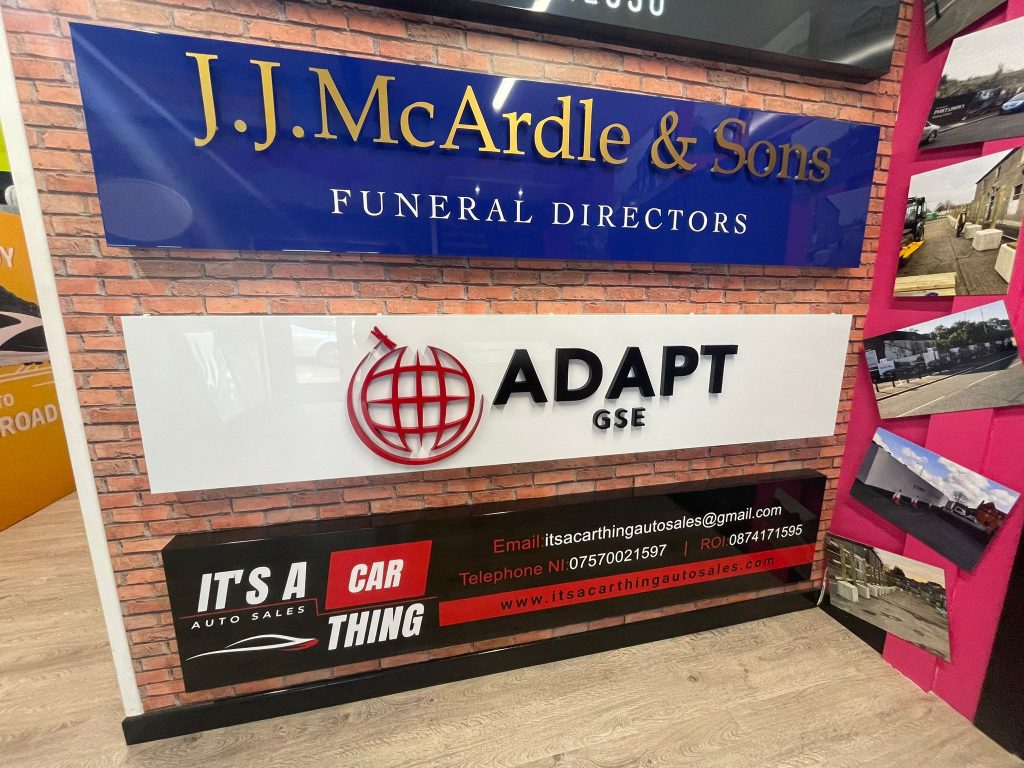 J.J.McArdle & Sons
FUNERAL DIRECTORS
ADAPT
GSE
IT'S A
CAR
AUTO SALES
THING
Email:itsacarthingautosales@gmail.com
Telephone NI:07570021597 | ROI:0874171595
www.itsacarthingautosales.com
TO
ROAD